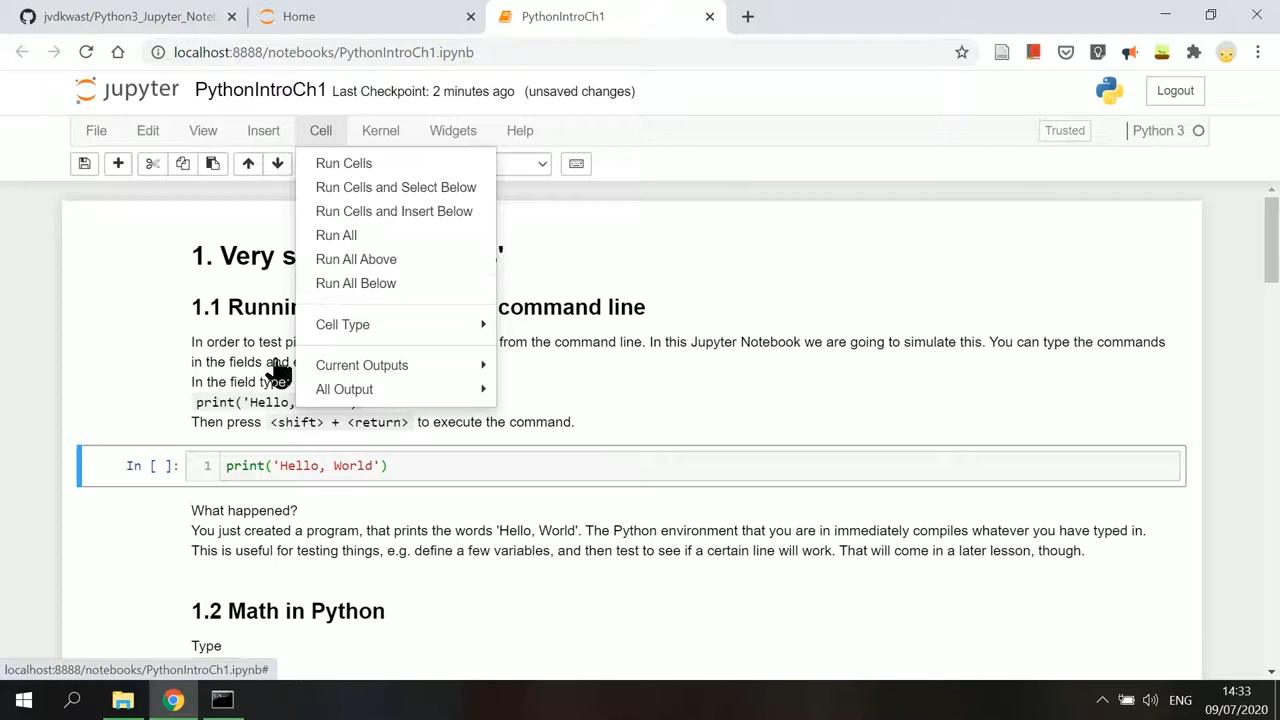 jvdkwast/Python3_Jupyter_Note
Home
PythonIntroCh1
localhost:8888/notebooks/PythonIntroCh1.ipynb
jupyter PythonIntroCh1 Last Checkpoint: 2 minutes ago (unsaved changes)
Logout
File Edit View Insert Cell Kernel Widgets Help
Trusted
Python 3
Run Cells
Run Cells and Select Below
Run Cells and Insert Below
Run All
Run All Above
Run All Below
Cell Type
Current Outputs
All Output
1. Very s '
1.1 Runnin command line
In order to test pi from the command line. In this Jupyter Notebook we are going to simulate this. You can type the commands
in the fields and e
In the field type:
print('Hello,
Then press <shift> + <return> to execute the command.
In [ ]: 1 print('Hello, World')
What happened?
You just created a program, that prints the words 'Hello, World'. The Python environment that you are in immediately compiles whatever you have typed in.
This is useful for testing things, e.g. define a few variables, and then test to see if a certain line will work. That will come in a later lesson, though.
1.2 Math in Python
Type
localhost:8888/notebooks/PythonIntroCh1.ipynb#
ENG
14:33
09/07/2020